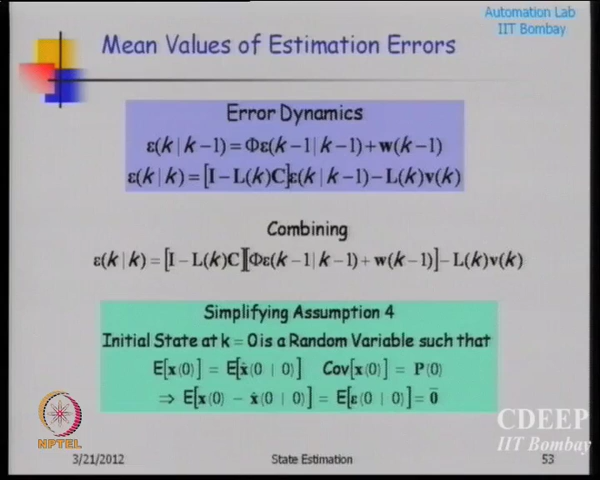 Automation Lab
IIT Bombay
Mean Values of Estimation Errors
Error Dynamics
ε(k | k−1) = Φε(k−1 | k−1) + w(k−1)
ε(k | k) = [I − L(k)C]ε(k | k−1) − L(k)v(k)
Combining
ε(k | k) = [I − L(k)C][Φε(k−1 | k−1) + w(k−1)] − L(k)v(k)
Simplifying Assumption 4
Initial State at k = 0 is a Random Variable such that
E[x(0)] = E[x̂(0 | 0)] Cov[x(0)] = P(0)
⇒ E[x(0) − x̂(0 | 0)] = E[ε(0 | 0)] = 0̄
NPTEL
CDEEP
IIT Bombay
3/21/2012 State Estimation 53